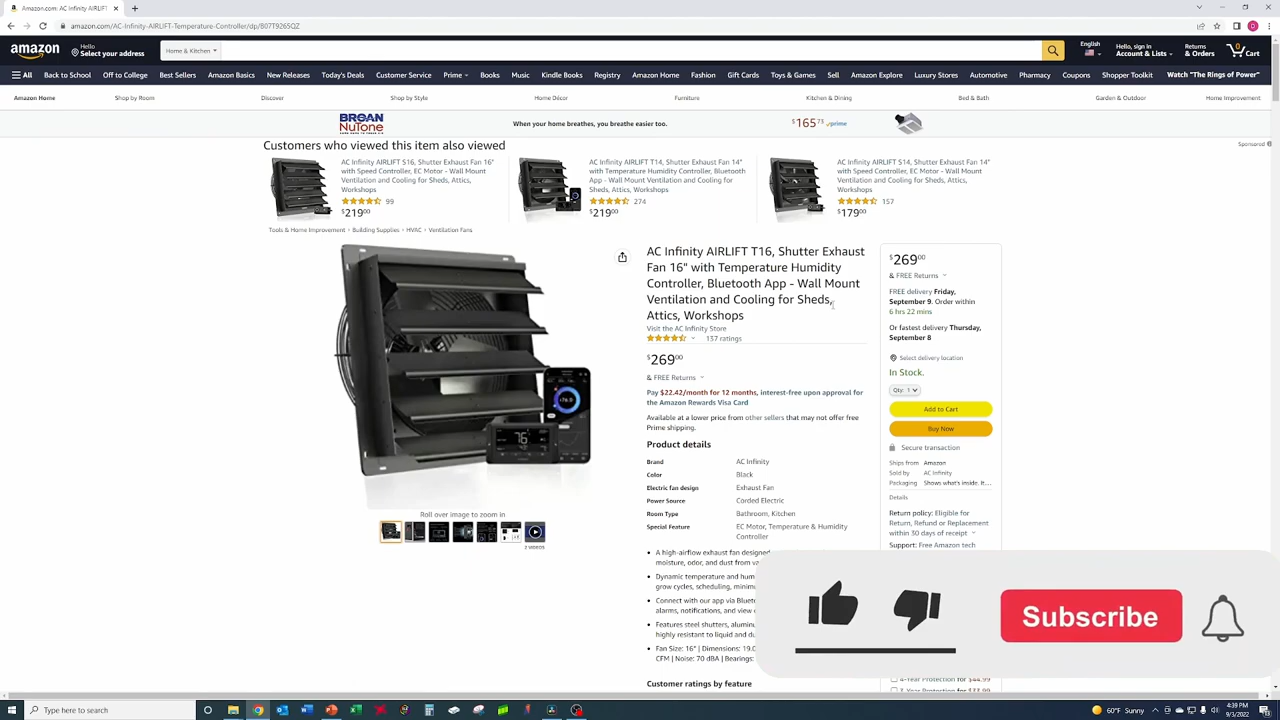 Amazon.com: AC Infinity AIRLIFT
amazon.com/AC-Infinity-AIRLIFT-Temperature-Controller/dp/B07T9265QZ
amazon
Hello
Select your address
Home & Kitchen
English
Hello, sign in
Account & Lists
Returns
& Orders
0
Cart
All
Back to School
Off to College
Best Sellers
Amazon Basics
New Releases
Today's Deals
Customer Service
Prime
Books
Music
Kindle Books
Registry
Amazon Home
Fashion
Gift Cards
Toys & Games
Sell
Amazon Explore
Luxury Stores
Automotive
Pharmacy
Coupons
Shopper Toolkit
Watch "The Rings of Power"
Amazon Home
Shop by Room
Discover
Shop by Style
Home Décor
Furniture
Kitchen & Dining
Bed & Bath
Garden & Outdoor
Home Improvement
BROAN
NuTone
When your home breathes, you breathe easier too.
$165.73 prime
Customers who viewed this item also viewed
Sponsored
AC Infinity AIRLIFT S16, Shutter Exhaust Fan 16"
with Speed Controller, EC Motor - Wall Mount
Ventilation and Cooling for Sheds, Attics,
Workshops
99
$219.00
AC Infinity AIRLIFT T14, Shutter Exhaust Fan 14"
with Temperature Humidity Controller, Bluetooth
App - Wall Mount Ventilation and Cooling for
Sheds, Attics, Workshops
274
$219.00
AC Infinity AIRLIFT S14, Shutter Exhaust Fan 14"
with Speed Controller, EC Motor - Wall Mount
Ventilation and Cooling for Sheds, Attics,
Workshops
157
$179.00
Tools & Home Improvement › Building Supplies › HVAC › Ventilation Fans
AC Infinity AIRLIFT T16, Shutter Exhaust
Fan 16" with Temperature Humidity
Controller, Bluetooth App - Wall Mount
Ventilation and Cooling for Sheds,
Attics, Workshops
Visit the AC Infinity Store
137 ratings
$269.00
& FREE Returns
Pay $22.42/month for 12 months, interest-free upon approval for
the Amazon Rewards Visa Card
Available at a lower price from other sellers that may not offer free
Prime shipping.
Product details
Brand AC Infinity
Color Black
Electric fan design Exhaust Fan
Power Source Corded Electric
Room Type Bathroom, Kitchen
Special Feature EC Motor, Temperature & Humidity
Controller
A high-airflow exhaust fan designed
moisture, odor, and dust from va
Dynamic temperature and hum
grow cycles, scheduling, minimu
Connect with our app via Blueto
alarms, notifications, and view c
Features steel shutters, aluminu
highly resistant to liquid and du
Fan Size: 16" | Dimensions: 19.0
CFM | Noise: 70 dBA | Bearings:
Customer ratings by feature
Roll over image to zoom in
2 VIDEOS
76
$269.00
& FREE Returns
FREE delivery Friday,
September 9. Order within
6 hrs 22 mins
Or fastest delivery Thursday,
September 8
Select delivery location
In Stock.
Qty: 1
Add to Cart
Buy Now
Secure transaction
Ships from Amazon
Sold by AC Infinity
Packaging Shows what's inside. It...
Details
Return policy: Eligible for
Return, Refund or Replacement
within 30 days of receipt
Support: Free Amazon tech
Subscribe
4-Year Protection for $44.99
Type here to search
60°F Sunny
4:39 PM
9/3/2022